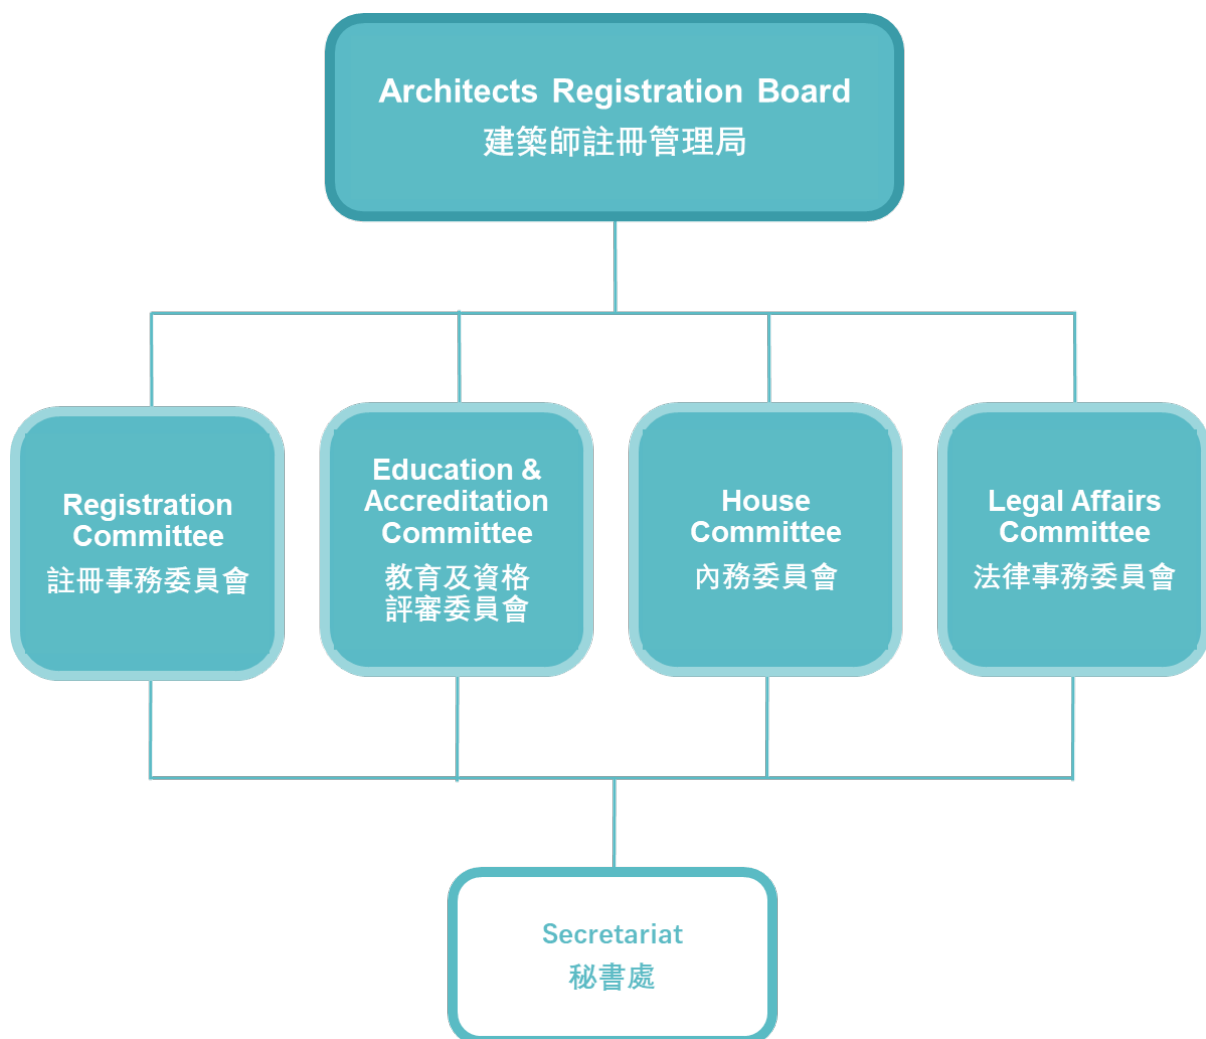 Architects Registration Board
建築師註冊管理局
Registration
Committee
註冊事務委員會
Education &
Accreditation
Committee
教育及資格
評審委員會
House
Committee
內務委員會
Legal Affairs
Committee
法律事務委員會
Secretariat
秘書處